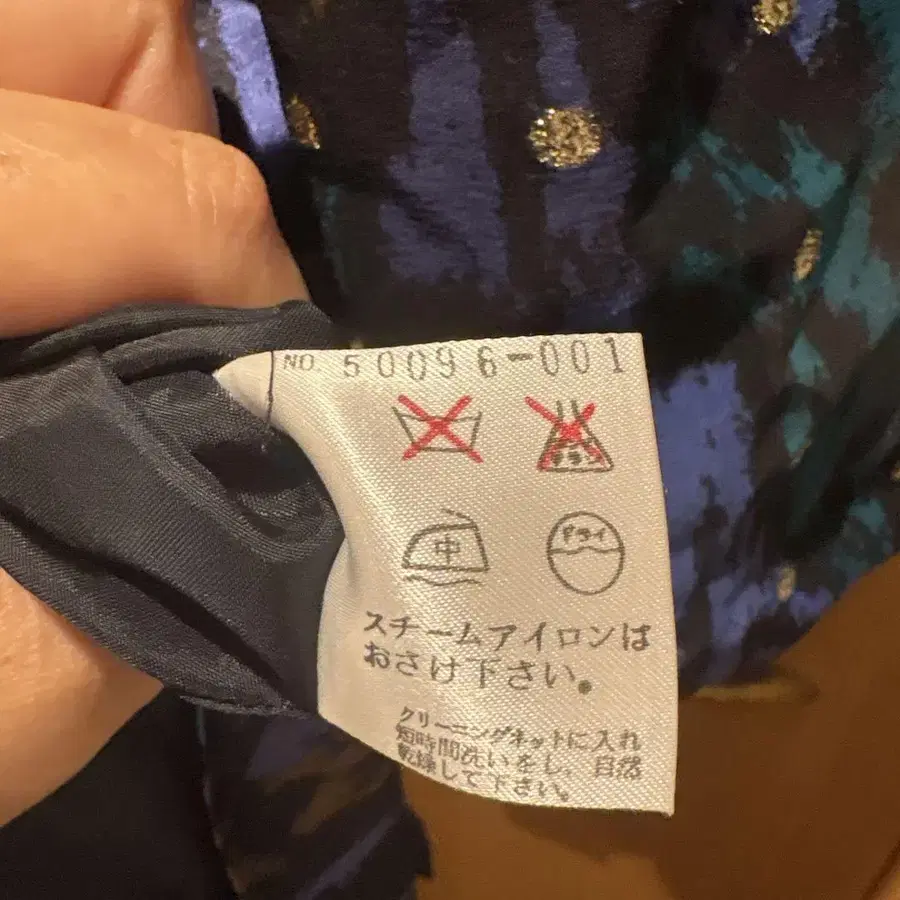 NO. 50096-001
中
ドライ
スチームアイロンは
おさけ下さい。
クリーニングネットに入れ
短時間洗いをし、自然
乾燥して下さい。